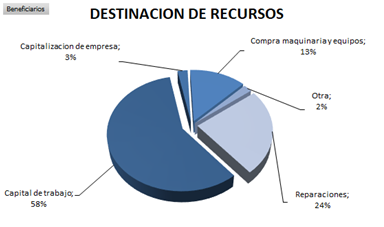 Beneficiarios
DESTINACION DE RECURSOS
Capitalizacion de empresa;
3%
Compra maquinaria y equipos;
13%
Otra;
2%
Reparaciones;
24%
Capital de trabajo;
58%